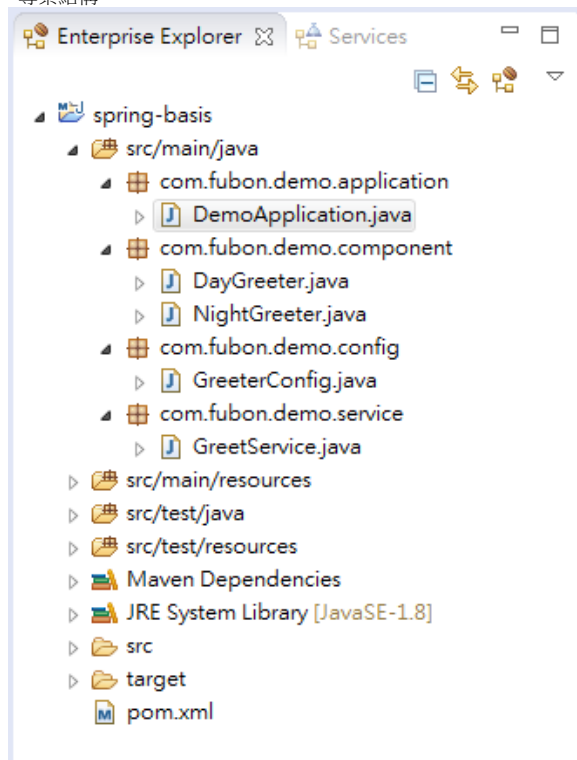 Enterprise Explorer Services
spring-basis
src/main/java
com.fubon.demo.application
DemoApplication.java
com.fubon.demo.component
DayGreeter.java
NightGreeter.java
com.fubon.demo.config
GreeterConfig.java
com.fubon.demo.service
GreetService.java
src/main/resources
src/test/java
src/test/resources
Maven Dependencies
JRE System Library [JavaSE-1.8]
src
target
pom.xml